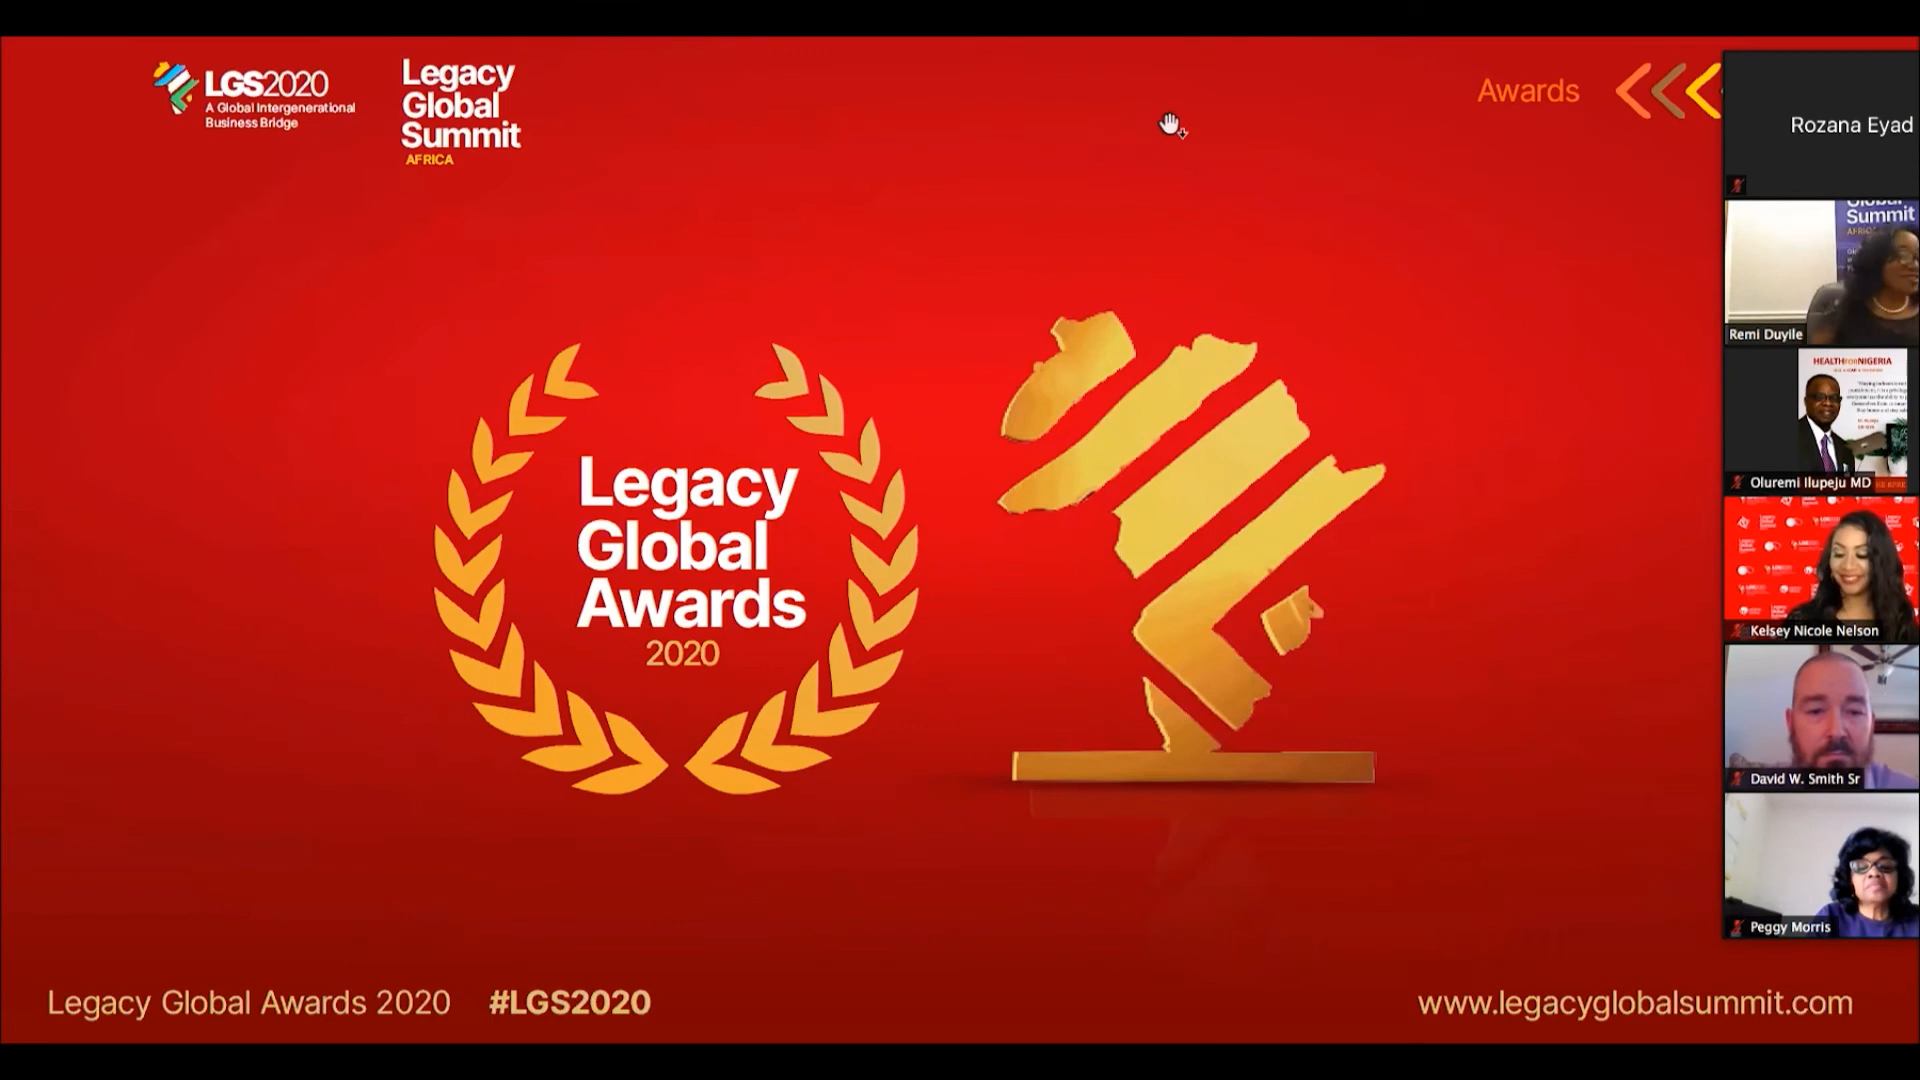 LGS2020
A Global Intergenerational
Business Bridge
Legacy
Global
Summit
AFRICA
Awards
Rozana Eyad
Summit
Remi Duyile
HEALTHFORNIGERIA
Oluremi Ilupeju MD
Kelsey Nicole Nelson
David W. Smith Sr
Peggy Morris
Legacy
Global
Awards
2020
Legacy Global Awards 2020 #LGS2020
www.legacyglobalsummit.com